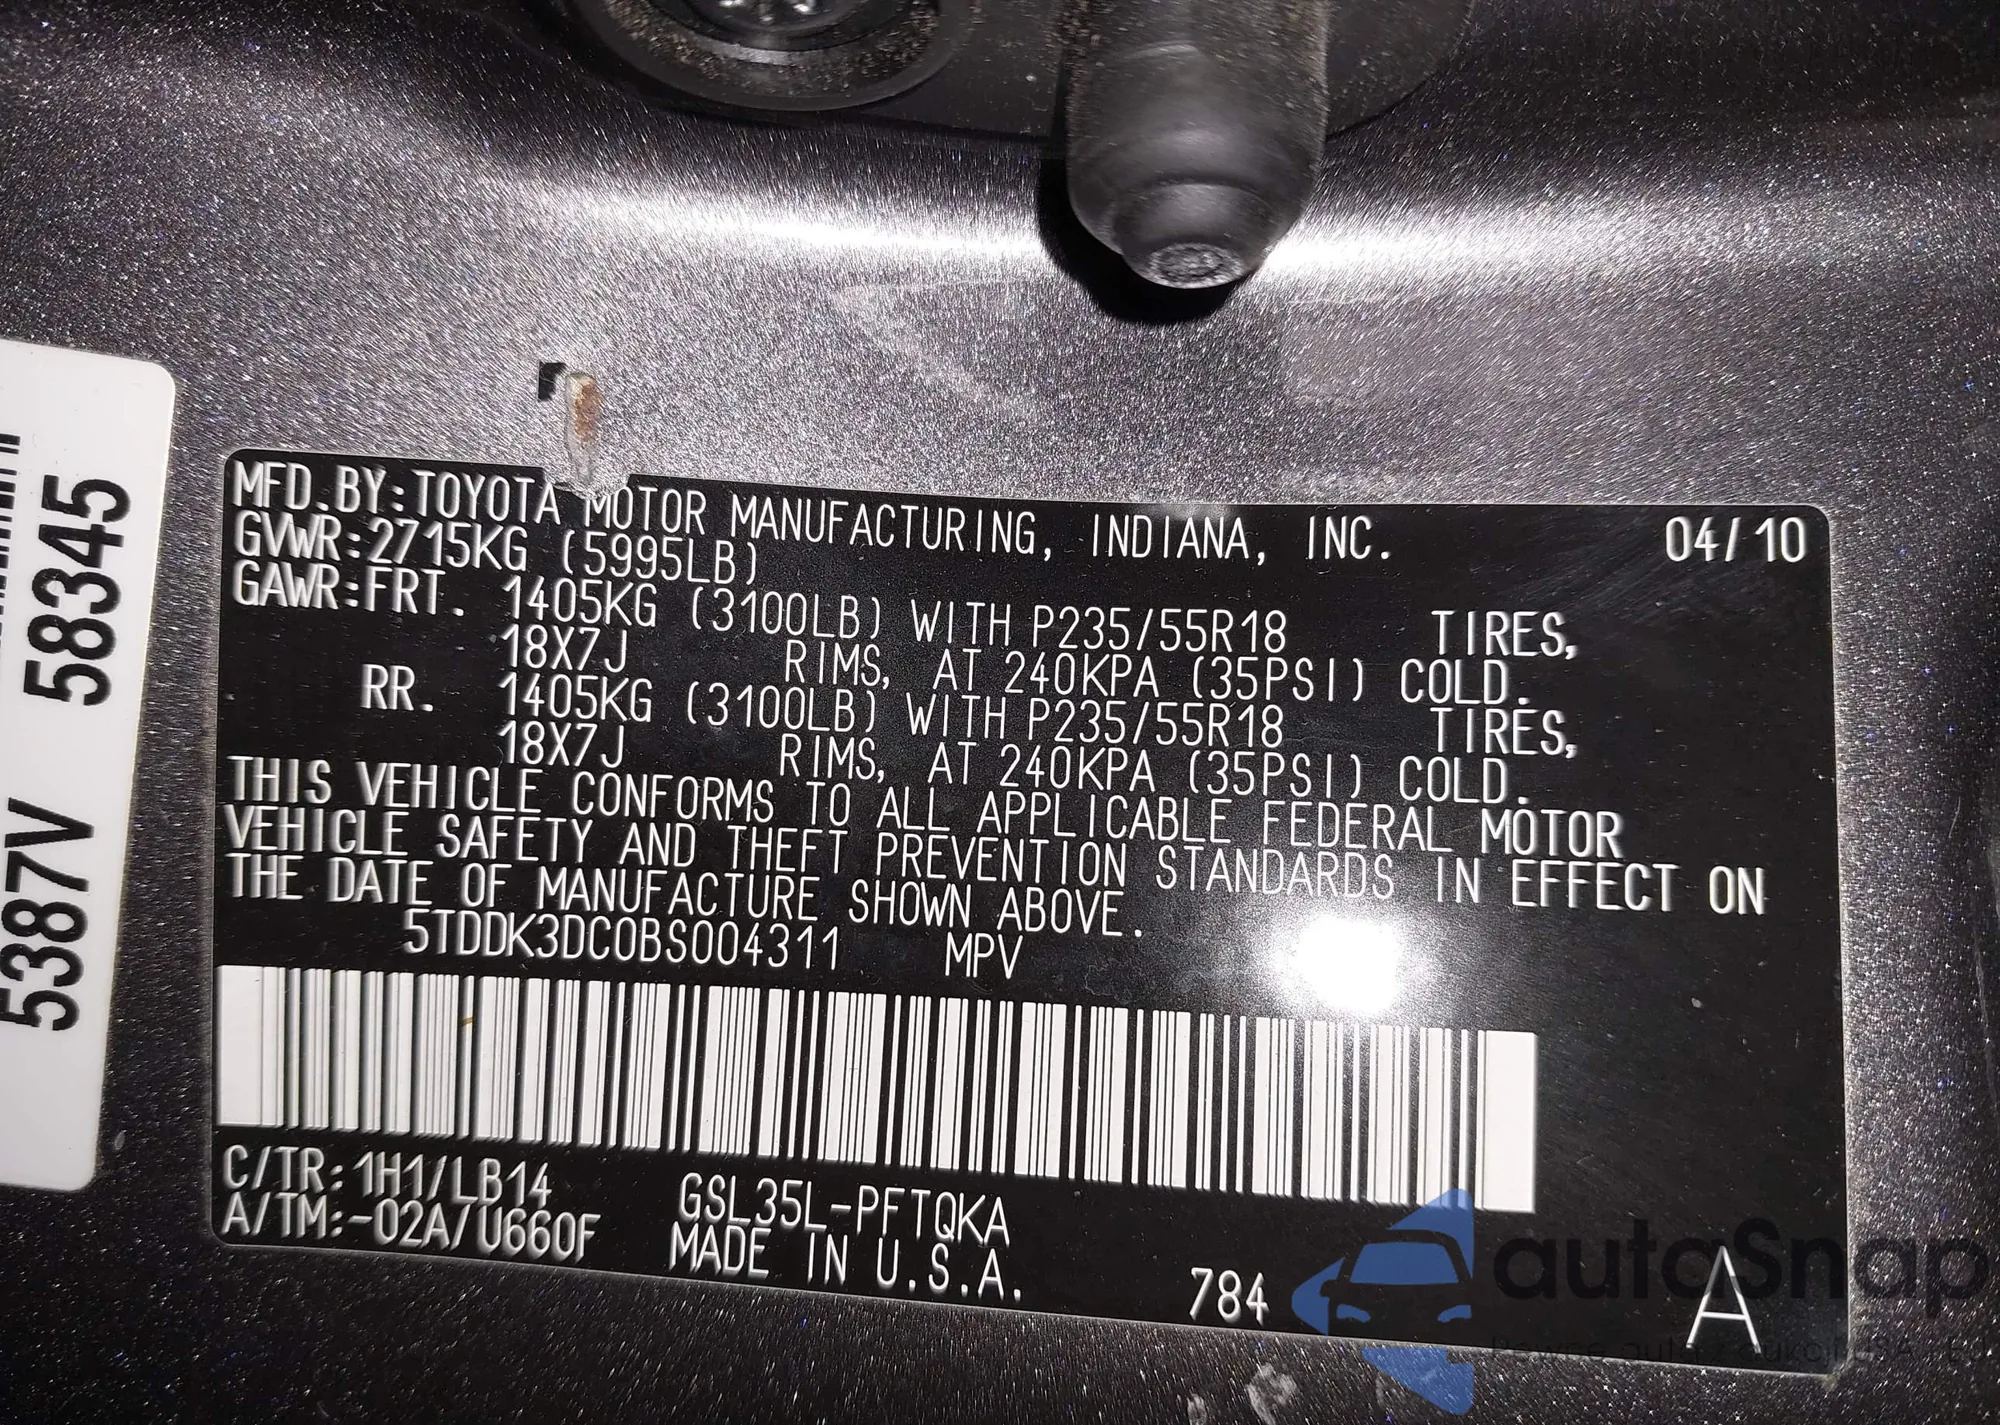 MFD.BY:TOYOTA MOTOR MANUFACTURING, INDIANA, INC. 04/10
GVWR:2715KG (5995LB)
GAWR:FRT. 1405KG (3100LB) WITH P235/55R18 TIRES,
18X7J RIMS, AT 240KPA (35PSI) COLD.
RR. 1405KG (3100LB) WITH P235/55R18 TIRES,
18X7J RIMS, AT 240KPA (35PSI) COLD.
THIS VEHICLE CONFORMS TO ALL APPLICABLE FEDERAL MOTOR
VEHICLE SAFETY AND THEFT PREVENTION STANDARDS IN EFFECT ON
THE DATE OF MANUFACTURE SHOWN ABOVE.
5TDDK3DC0BS004311 MPV
C/TR:1H1/LB14 GSL35L-PFTQKA
A/TM:-02A/U660F MADE IN U.S.A.
784 A
5387V 58345
autoSnap